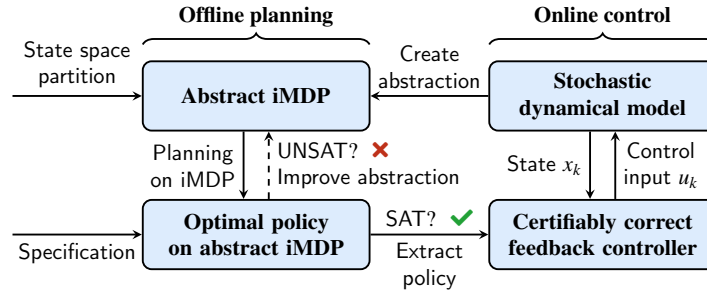 Offline planning
Online control
State space
partition
Abstract iMDP
Create
abstraction
Stochastic
dynamical model
Planning
on iMDP
UNSAT?
Improve abstraction
State xₖ
Control
input uₖ
Specification
Optimal policy
on abstract iMDP
SAT?
Extract
policy
Certifiably correct
feedback controller